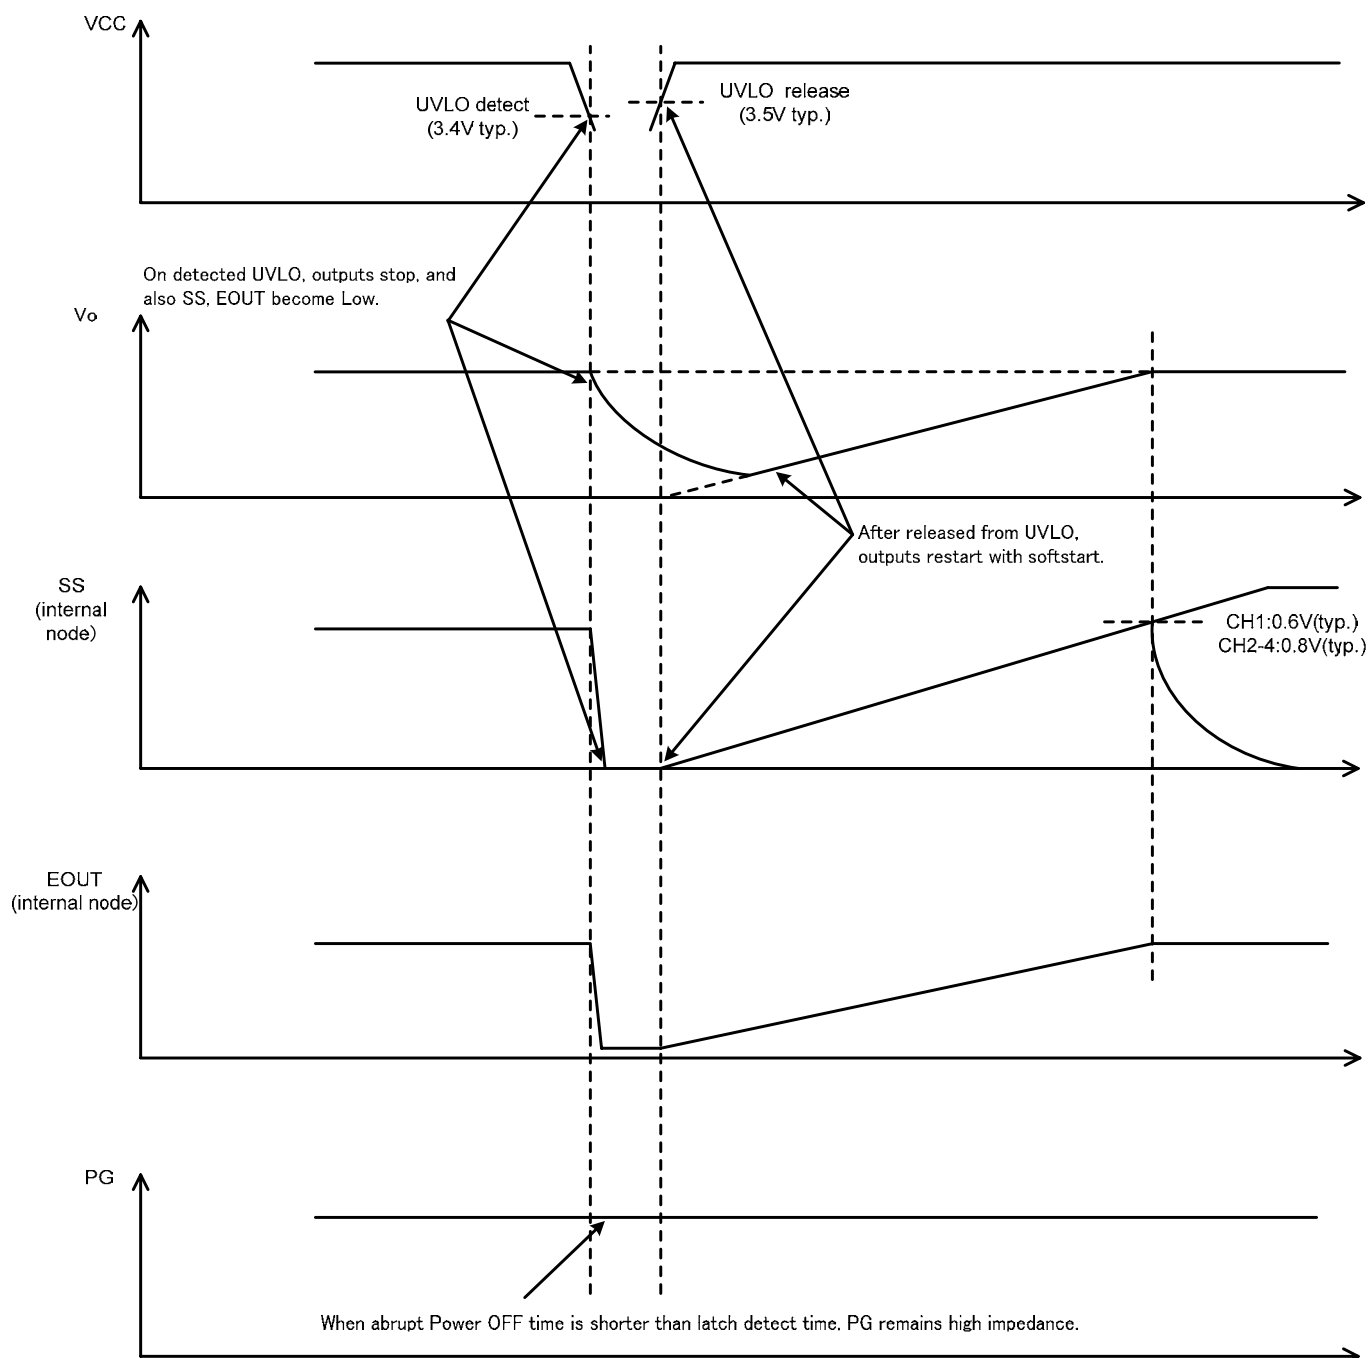 VCC
UVLO detect
(3.4V typ.)
UVLO release
(3.5V typ.)
On detected UVLO, outputs stop, and
also SS, EOUT become Low.
Vo
After released from UVLO,
outputs restart with softstart.
SS
(internal
node)
CH1:0.6V(typ.)
CH2-4:0.8V(typ.)
EOUT
(internal node)
PG
When abrupt Power OFF time is shorter than latch detect time, PG remains high impedance.